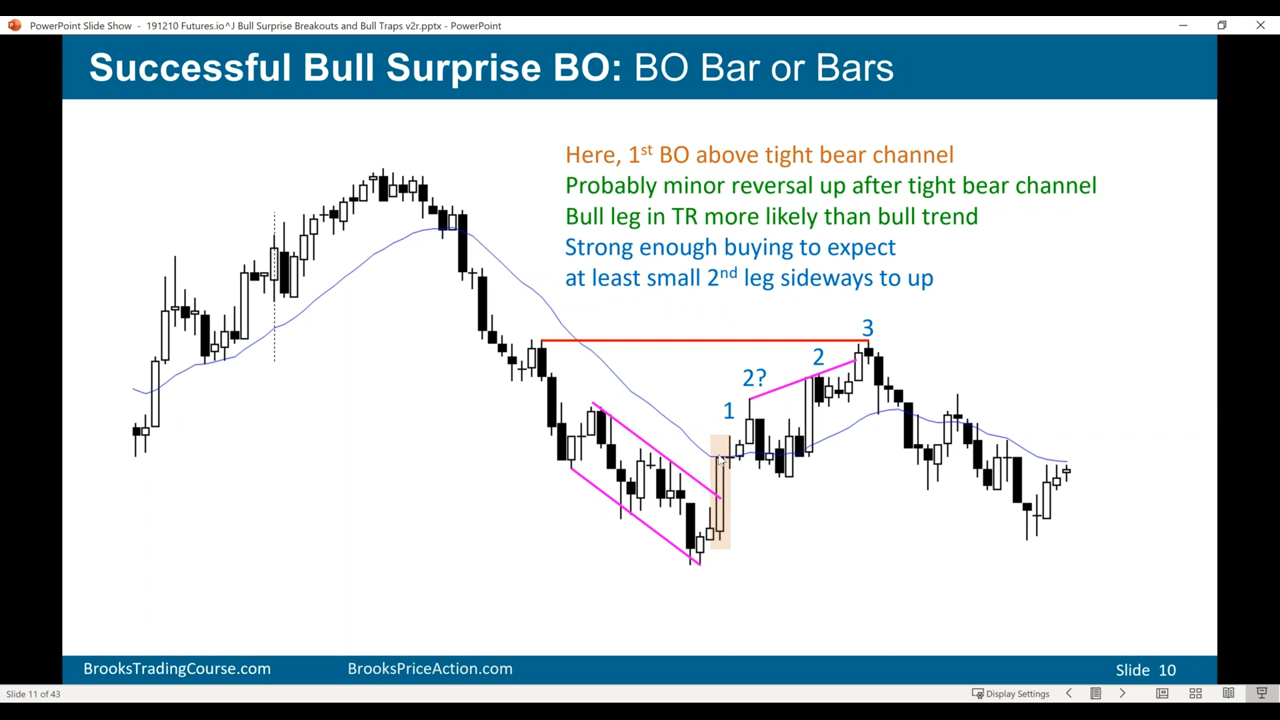 PowerPoint Slide Show - 191210 Futures.io^J Bull Surprise Breakouts and Bull Traps v2r.pptx - PowerPoint
Successful Bull Surprise BO: BO Bar or Bars
Here, 1st BO above tight bear channel
Probably minor reversal up after tight bear channel
Bull leg in TR more likely than bull trend
Strong enough buying to expect
at least small 2nd leg sideways to up
3
2
2?
1
BrooksTradingCourse.com
BrooksPriceAction.com
Slide 10
Slide 11 of 43
Display Settings